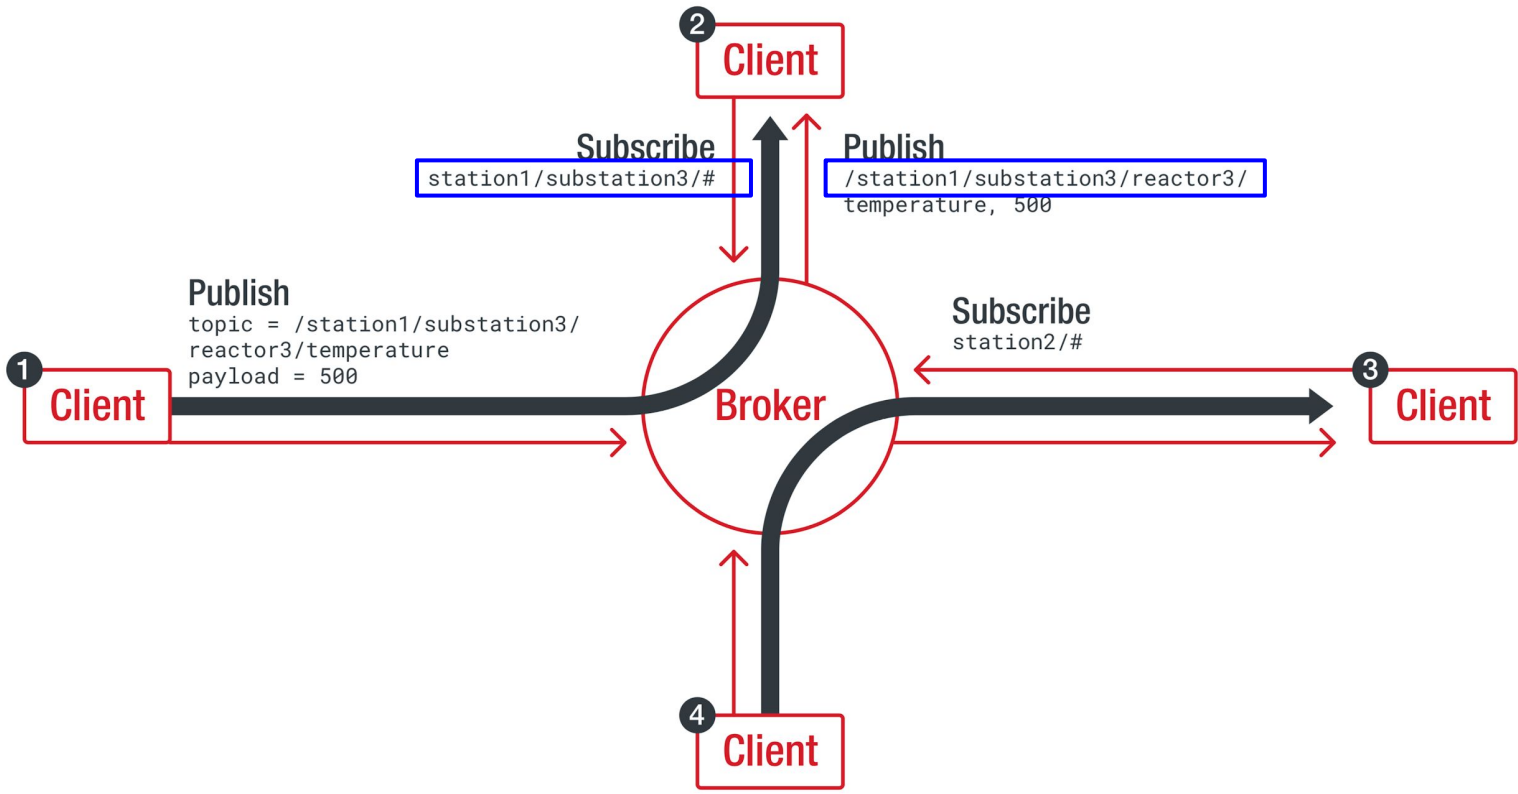 2
Client
Subscribe
station1/substation3/#
Publish
/station1/substation3/reactor3/
temperature, 500
Publish
topic = /station1/substation3/
reactor3/temperature
payload = 500
Subscribe
station2/#
1
Client
Broker
3
Client
4
Client